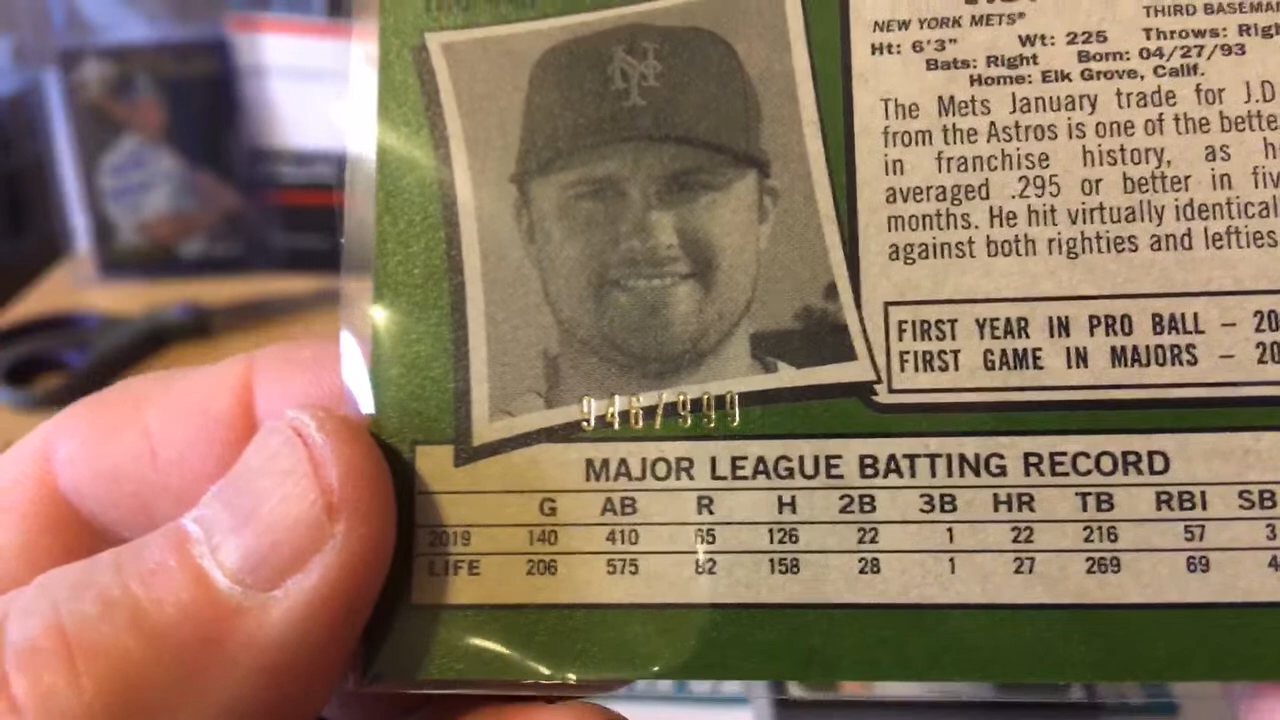 NEW YORK METS® THIRD BASEMAN
Ht: 6'3" Wt: 225 Throws: Righ
Bats: Right Born: 04/27/93
Home: Elk Grove, Calif.
The Mets January trade for J.D
from the Astros is one of the bette
in franchise history, as h
averaged .295 or better in fiv
months. He hit virtually identical
against both righties and lefties
FIRST YEAR IN PRO BALL – 20
FIRST GAME IN MAJORS – 20
NY
946/999
MAJOR LEAGUE BATTING RECORD
G AB R H 2B 3B HR TB RBI SB
2019 140 410 65 126 22 1 22 216 57 3
LIFE 206 575 82 158 28 1 27 269 69 4